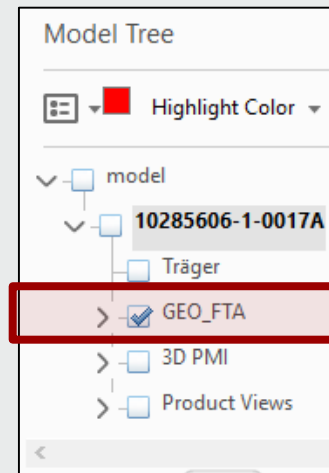 Model Tree
Highlight Color
model
10285606-1-0017A
Träger
GEO_FTA
3D PMI
Product Views